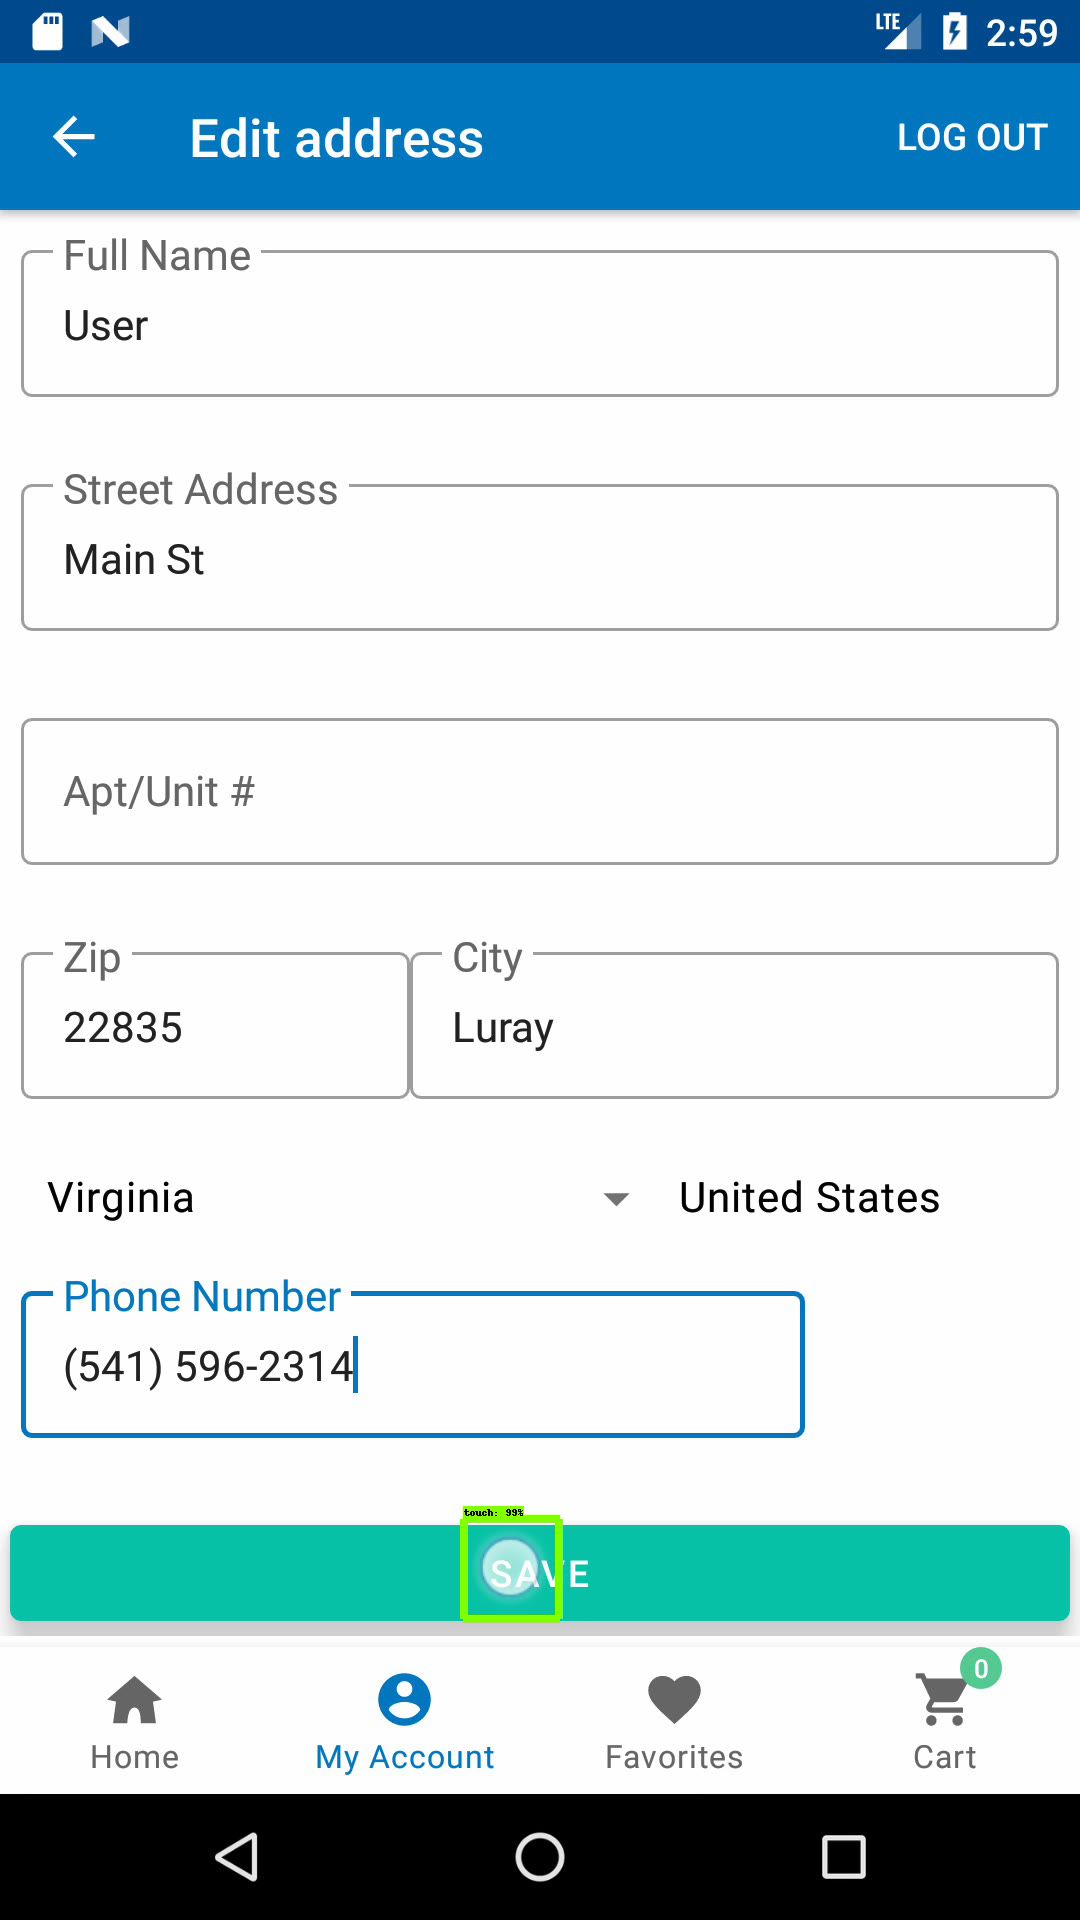 LTE 2:59
Edit address LOG OUT
Full Name
User
Street Address
Main St
Apt/Unit #
Zip City
22835 Luray
Virginia United States
Phone Number
(541) 596-2314
touch: 99%
SAVE
0
Home My Account Favorites Cart